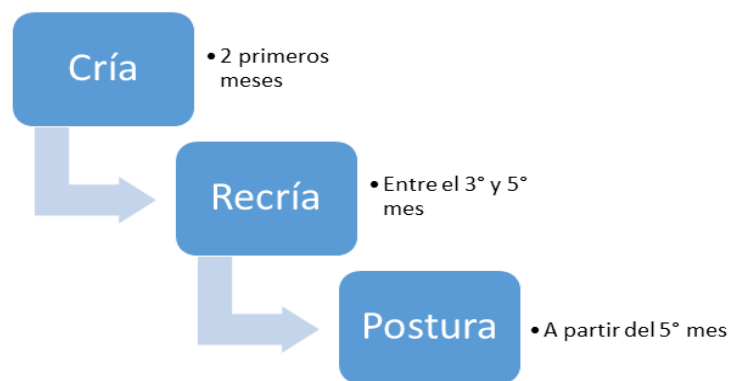 Cría
• 2 primeros
meses
Recría
• Entre el 3° y 5°
mes
Postura
• A partir del 5° mes